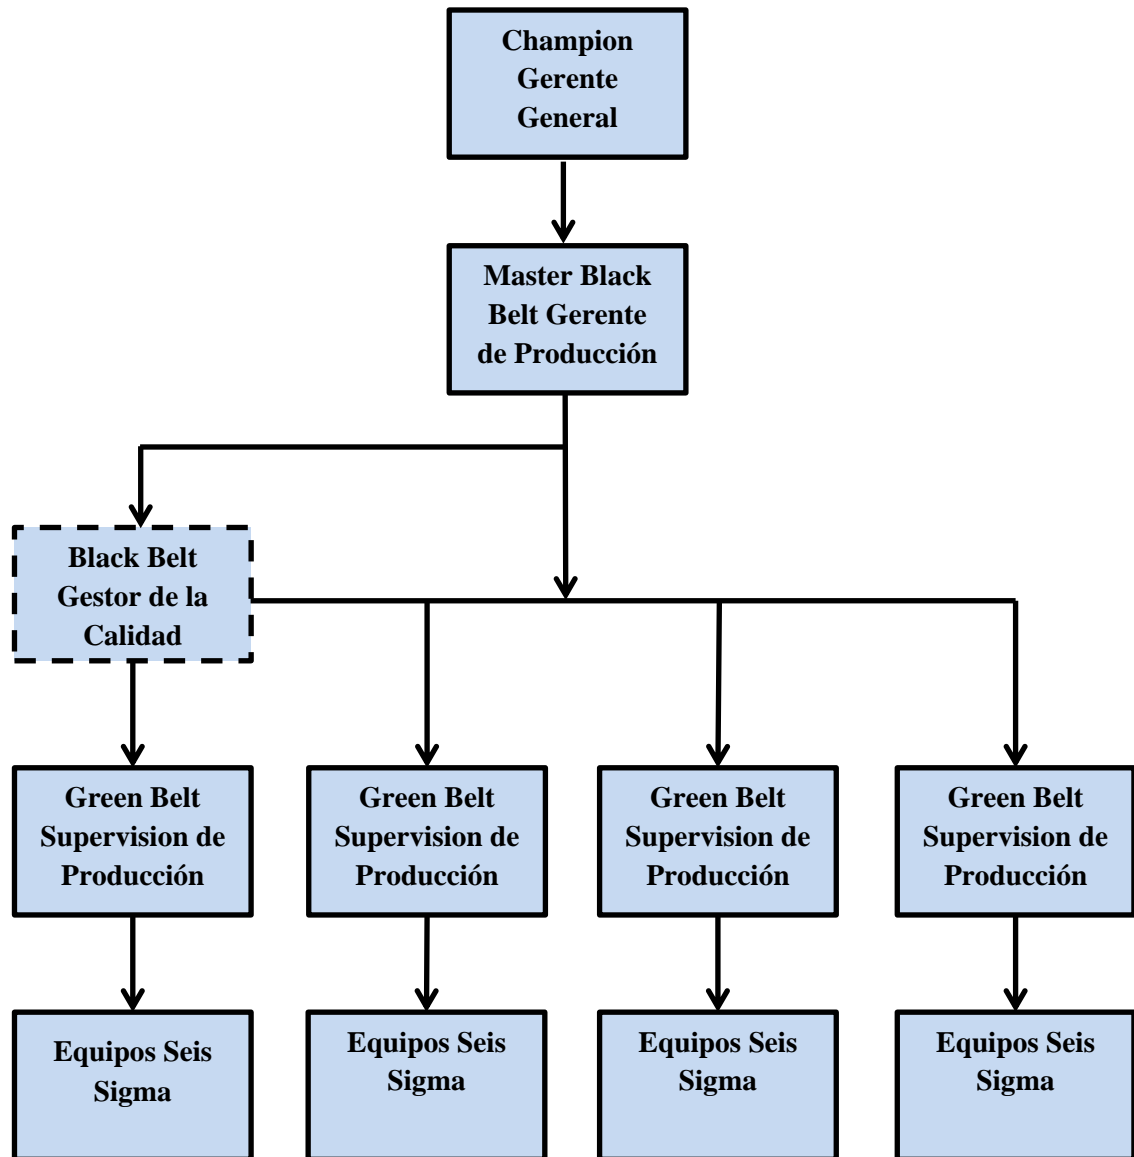 Champion
Gerente
General
Master Black
Belt Gerente
de Producción
Black Belt
Gestor de la
Calidad
Green Belt
Supervision de
Producción
Green Belt
Supervision de
Producción
Green Belt
Supervision de
Producción
Green Belt
Supervision de
Producción
Equipos Seis
Sigma
Equipos Seis
Sigma
Equipos Seis
Sigma
Equipos Seis
Sigma